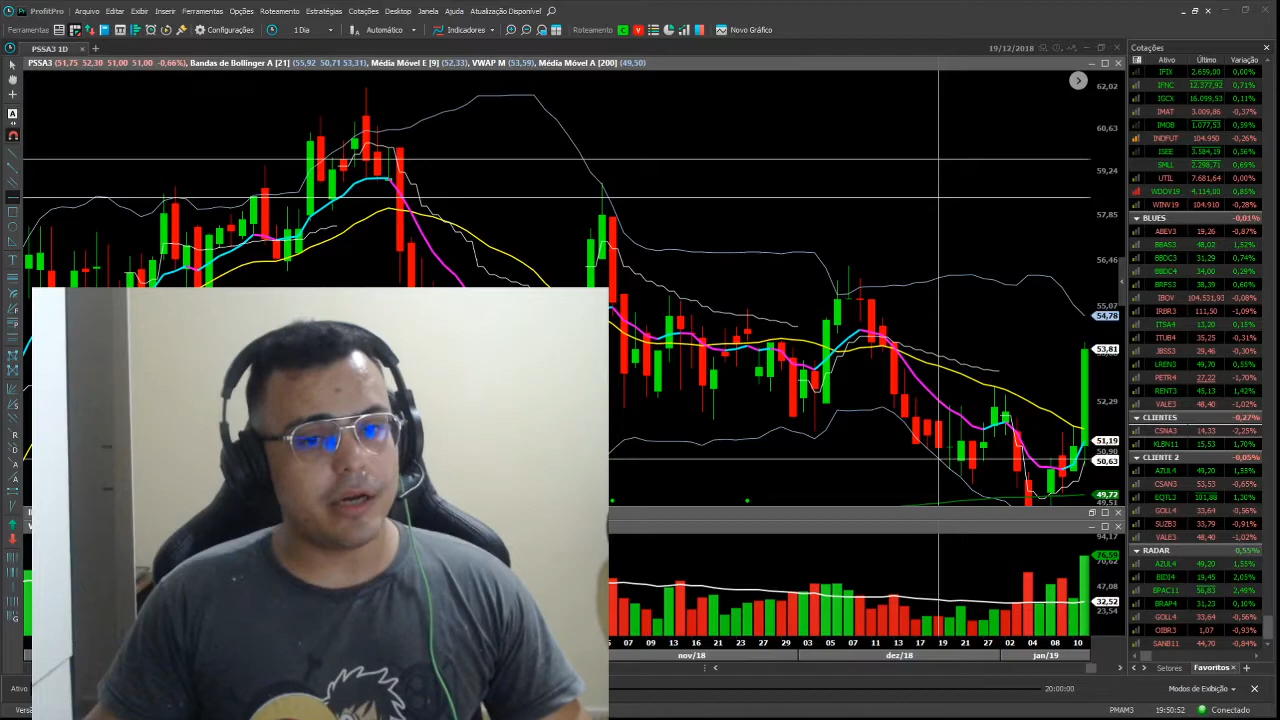 ProfitPro
Arquivo Editar Exibir Inserir Ferramentas Opções Roteamento Estratégias Cotações Desktop Janela Ajuda Atualização Disponível
Ferramentas Configurações 1 Dia Automático Indicadores Roteamento C V Novo Gráfico
PSSA3 1D 19/12/2018
PSSA3 (51,75 52,30 51,00 51,00 -0,66%) Bandas de Bollinger A [21] (55,92 50,71 53,31) Média Móvel E [9] (52,33) VWAP M (53,59) Média Móvel A [200] (49,50)
62,02
60,63
59,24
57,85
56,46
55,07
54,78
53,81
52,29
51,19
50,90
50,63
49,72
49,51
94,17
76,59
70,62
47,08
32,52
23,54
06 07 08 09 13 14 16 21 23 27 29 03 05 07 11 13 17 19 21 27 02 04 08 10
nov/18 dez/18 jan/19
20:00:00
Cotações
Ativo Último Variação
IFIX 2.659,00 0,00%
IFNC 12.377,92 0,71%
IGCX 16.099,53 0,11%
IMAT 3.009,86 -0,37%
IMOB 1.077,53 0,59%
INDFUT 104.950 -0,26%
ISEE 3.584,19 0,56%
SMLL 2.298,71 0,69%
UTIL 7.681,64 0,00%
WDOV19 4.114,00 0,85%
WINV19 104.910 -0,28%
BLUES -0,01%
ABEV3 19,26 -0,87%
BBAS3 48,02 1,52%
BBDC3 31,29 0,74%
BBDC4 34,00 0,29%
BRFS3 38,39 0,60%
IBOV 104.531,93 -0,08%
IRBR3 111,50 -1,09%
ITSA4 13,20 0,15%
ITUB4 35,25 -0,31%
JBSS3 29,46 -0,30%
LREN3 49,70 0,55%
PETR4 27,22 -1,70%
RENT3 45,13 1,42%
VALE3 48,40 -1,02%
CLIENTES -0,27%
CSNA3 14,33 -2,25%
KLBN11 15,53 1,70%
CLIENTE 2 -0,05%
AZUL4 49,20 1,55%
CSAN3 53,53 -0,65%
EQTL3 101,88 1,30%
GOLL4 33,64 -0,56%
SUZB3 33,79 -0,91%
VALE3 48,40 -1,02%
RADAR 0,55%
AZUL4 49,20 1,55%
BIDI4 19,45 2,05%
BPAC11 56,83 2,49%
BRAP4 31,23 0,10%
GOLL4 33,64 -0,56%
OIBR3 1,07 -0,93%
SANB11 44,70 -0,84%
Setores Favoritos
Modos de Exibição
Ativo
PMAM3 19:50:52 Conectado